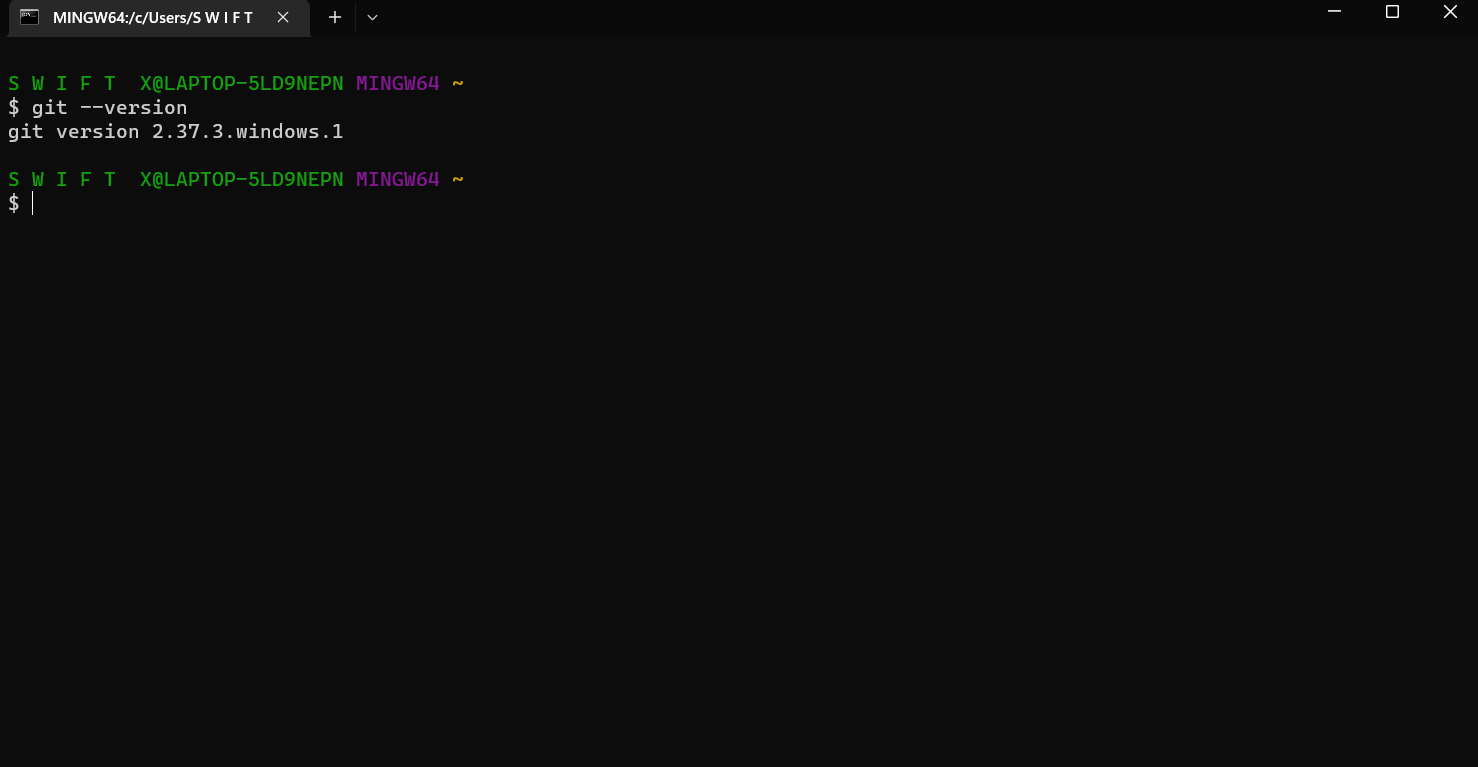 MINGW64:/c/Users/S W I F T
S W I F T  X@LAPTOP-5LD9NEPN MINGW64 ~
$ git --version
git version 2.37.3.windows.1
S W I F T  X@LAPTOP-5LD9NEPN MINGW64 ~
$